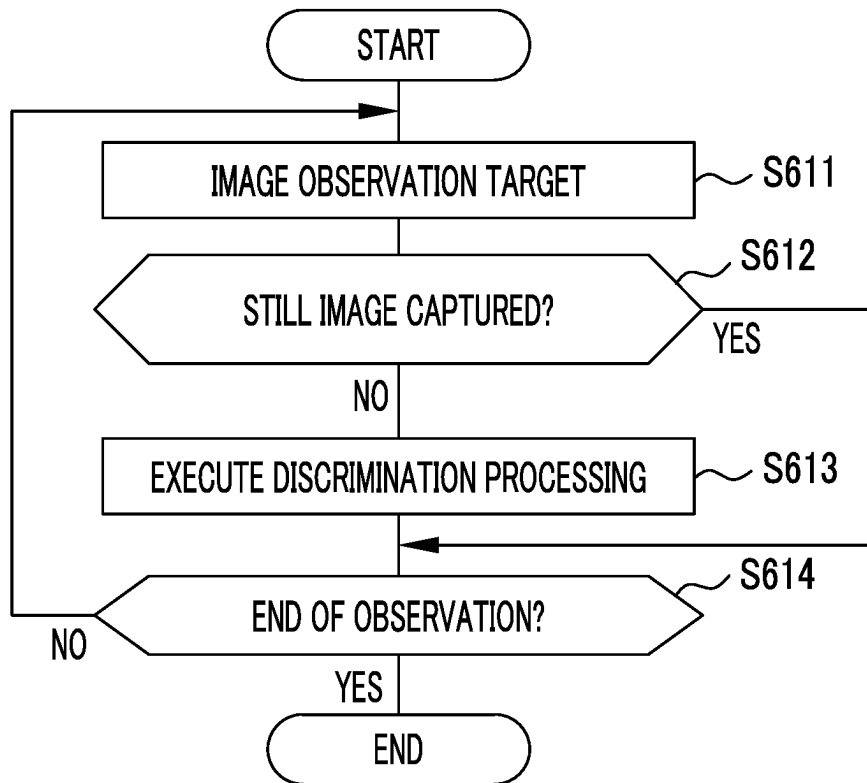 START
IMAGE OBSERVATION TARGET
S611
S612
STILL IMAGE CAPTURED?
YES
NO
EXECUTE DISCRIMINATION PROCESSING
S613
S614
END OF OBSERVATION?
NO
YES
END